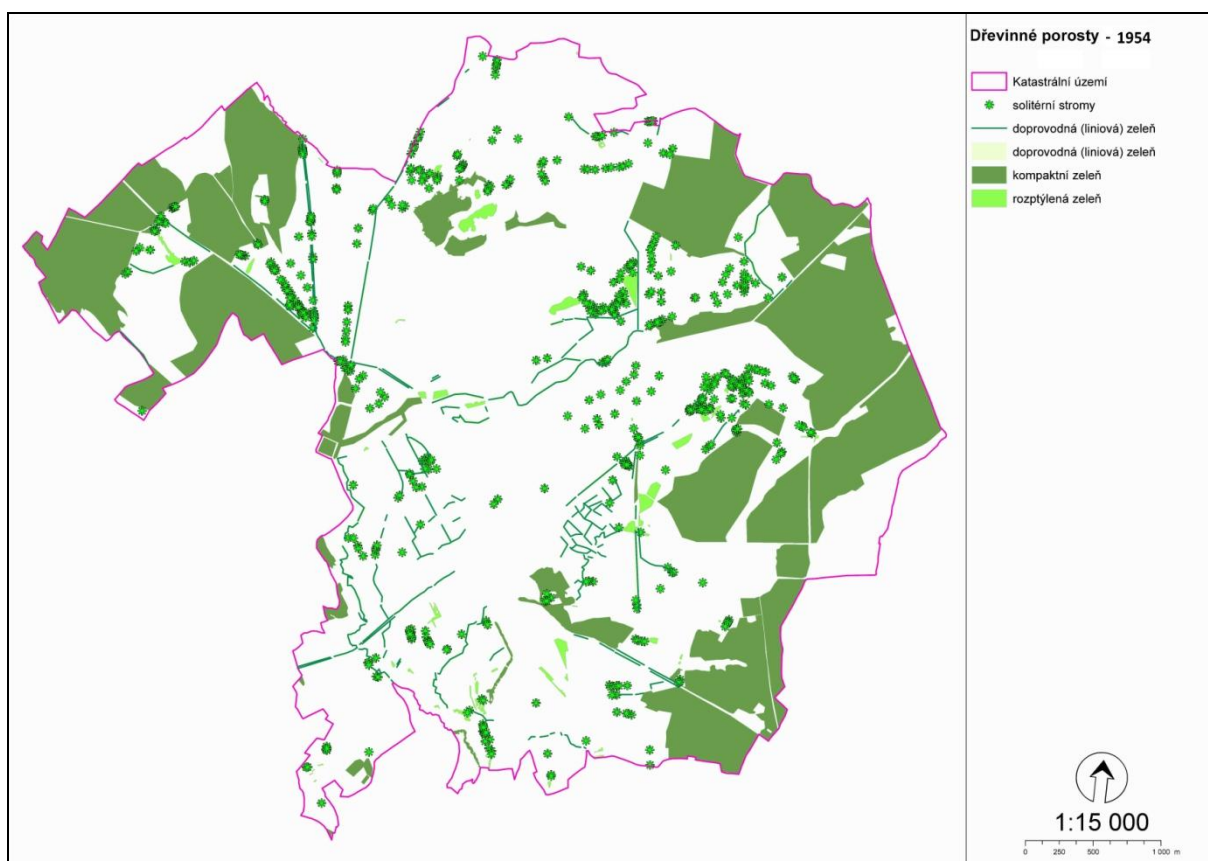 Dřevinné porosty - 1954
Katastrální území
solitérní stromy
doprovodná (liniová) zeleň
doprovodná (liniová) zeleň
kompaktní zeleň
rozptýlená zeleň
1:15 000
0 250 500 1 000 m